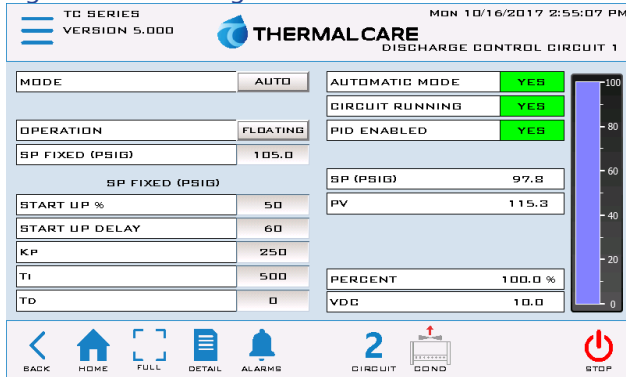 TC SERIES
VERSION 5.000
THERMAL CARE
MON 10/16/2017 2:55:07 PM
DISCHARGE CONTROL CIRCUIT 1
MODE AUTO
OPERATION FLOATING
SP FIXED (PSIG) 105.0
SP FIXED (PSIG)
START UP % 50
START UP DELAY 60
KP 250
TI 500
TD 0
AUTOMATIC MODE YES
CIRCUIT RUNNING YES
PID ENABLED YES
SP (PSIG) 97.8
PV 115.3
PERCENT 100.0 %
VDC 10.0
100
80
60
40
20
0
BACK HOME FULL DETAIL ALARMS 2 CIRCUIT COND STOP